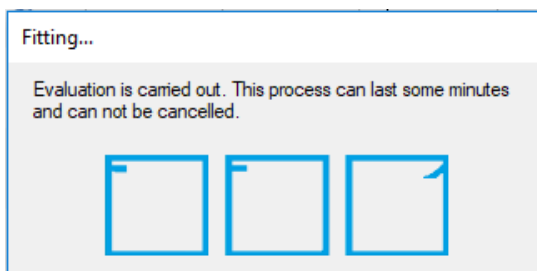 Fitting...
Evaluation is carried out. This process can last some minutes
and can not be cancelled.